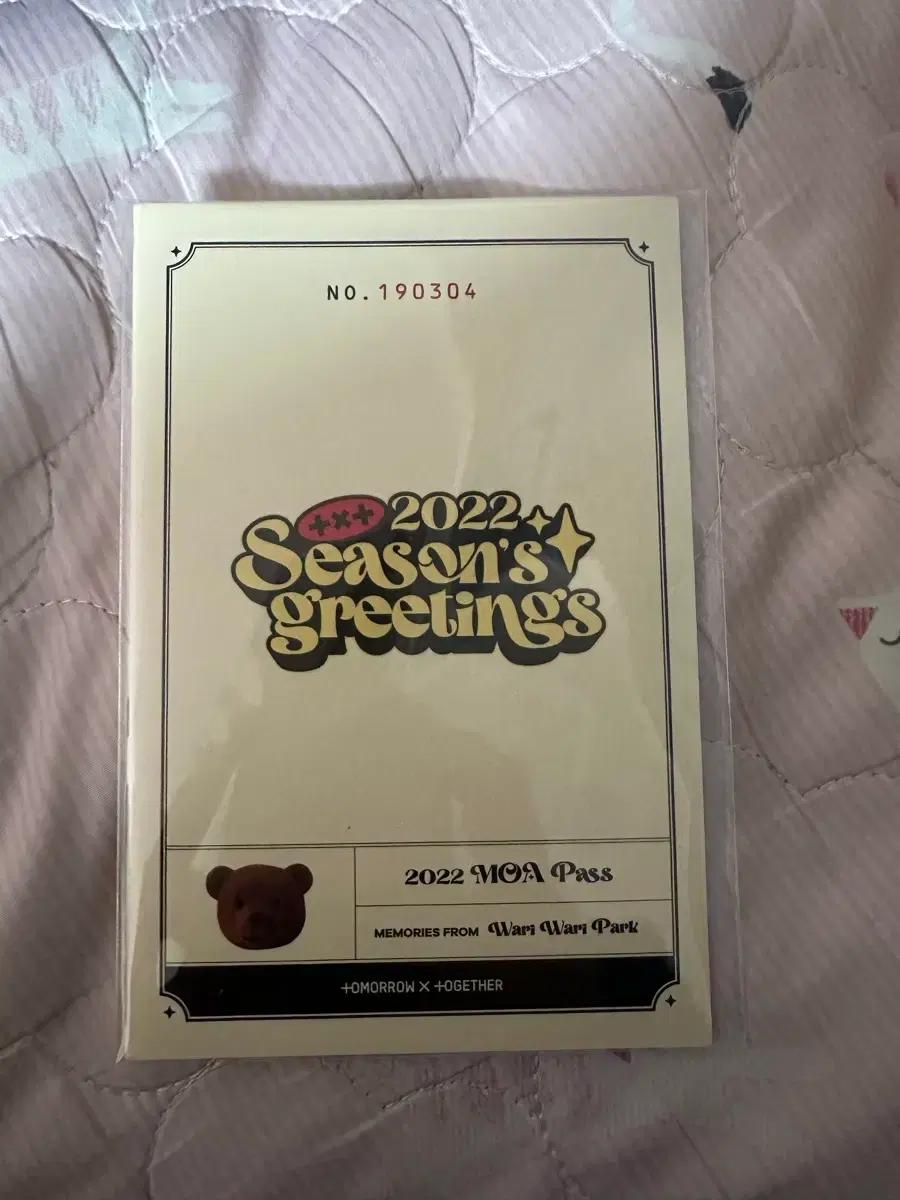 NO.190304
+x+ 2022
Season's
greetings
2022 MOA Pass
MEMORIES FROM Wari Wari Park
TOMORROW X TOGETHER